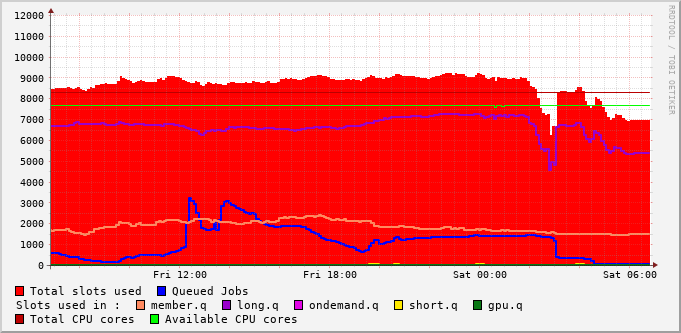 12000
11000
10000
9000
8000
7000
6000
5000
4000
3000
2000
1000
0
Fri 12:00 Fri 18:00 Sat 00:00 Sat 06:00
RRDTOOL / TOBI OETIKER
Total slots used Queued Jobs
Slots used in : member.q long.q ondemand.q short.q gpu.q
Total CPU cores Available CPU cores